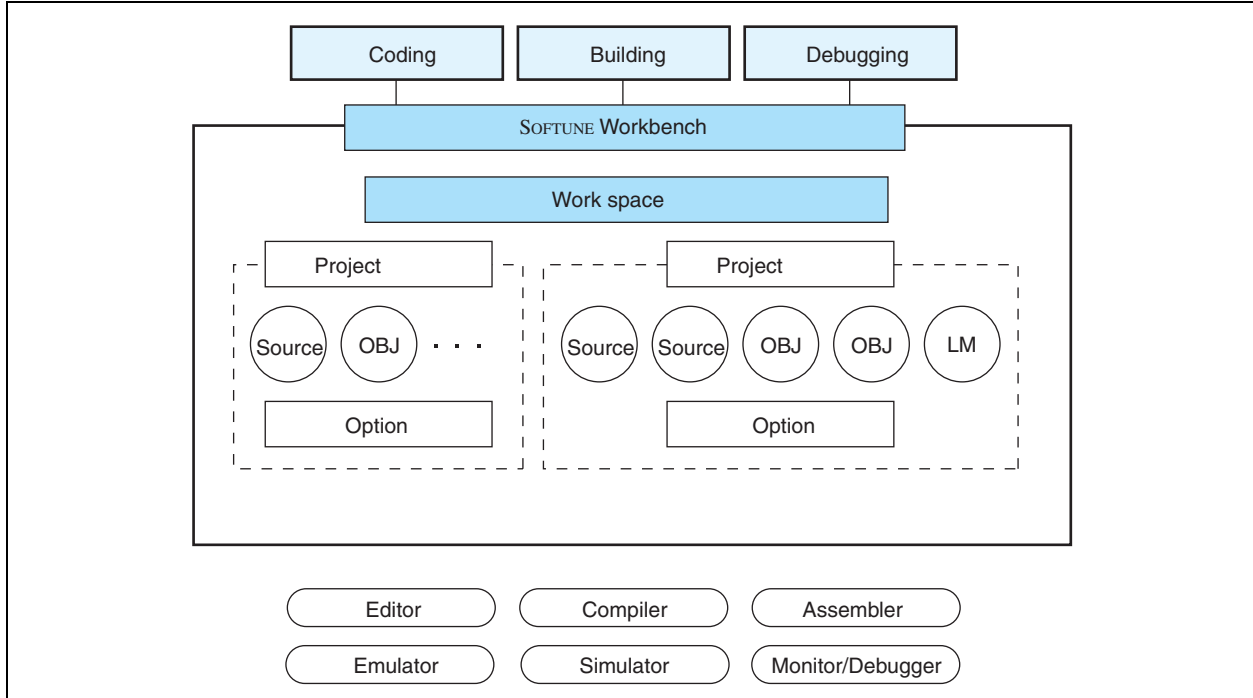 Coding Building Debugging
SOFTUNE Workbench
Work space
Project Project
Source OBJ . . . Source Source OBJ OBJ LM
Option Option
Editor Compiler Assembler
Emulator Simulator Monitor/Debugger